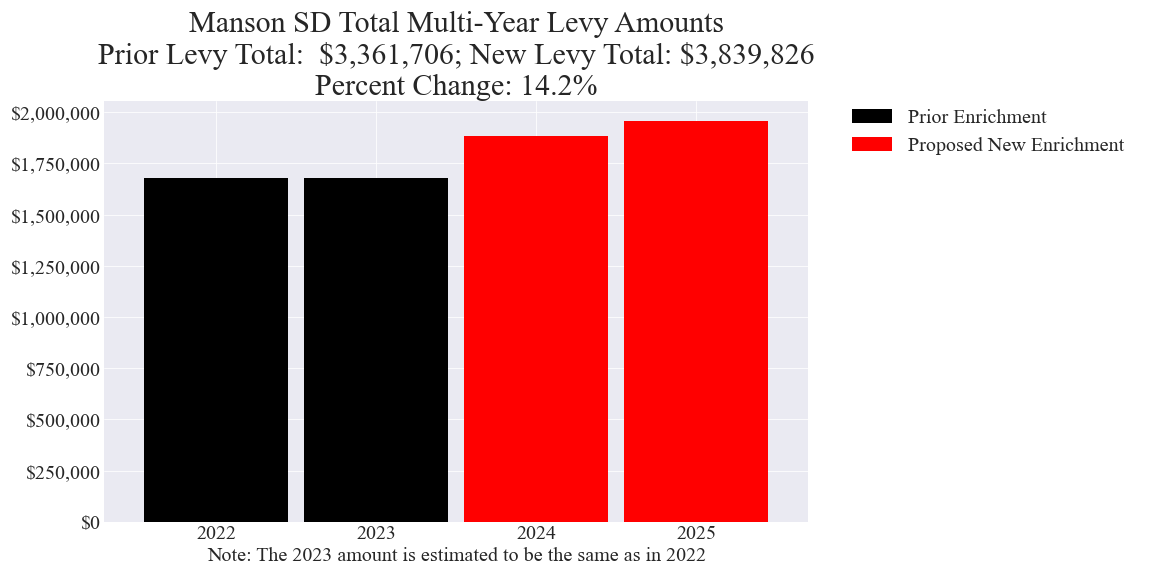 Manson SD Total Multi-Year Levy Amounts
Prior Levy Total:  $3,361,706; New Levy Total: $3,839,826
Percent Change: 14.2%
Prior Enrichment
Proposed New Enrichment
$2,000,000
$1,750,000
$1,500,000
$1,250,000
$1,000,000
$750,000
$500,000
$250,000
$0
2022 2023 2024 2025
Note: The 2023 amount is estimated to be the same as in 2022